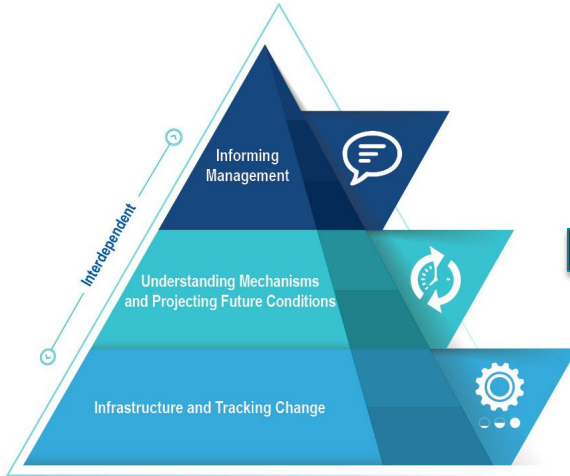 Informing
Management
Interdependent
Understanding Mechanisms
and Projecting Future Conditions
Infrastructure and Tracking Change